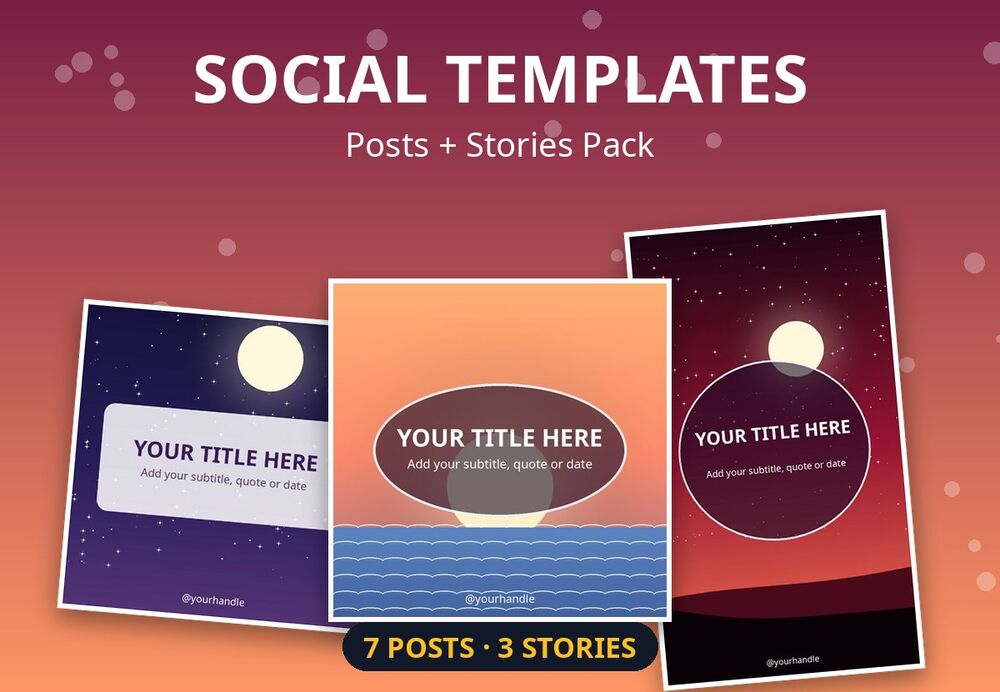 SOCIAL TEMPLATES
Posts + Stories Pack
YOUR TITLE HERE
Add your subtitle, quote or date
@yourhandle
YOUR TITLE HERE
Add your subtitle, quote or date
@yourhandle
YOUR TITLE HERE
Add your subtitle, quote or date
@yourhandle
7 POSTS · 3 STORIES